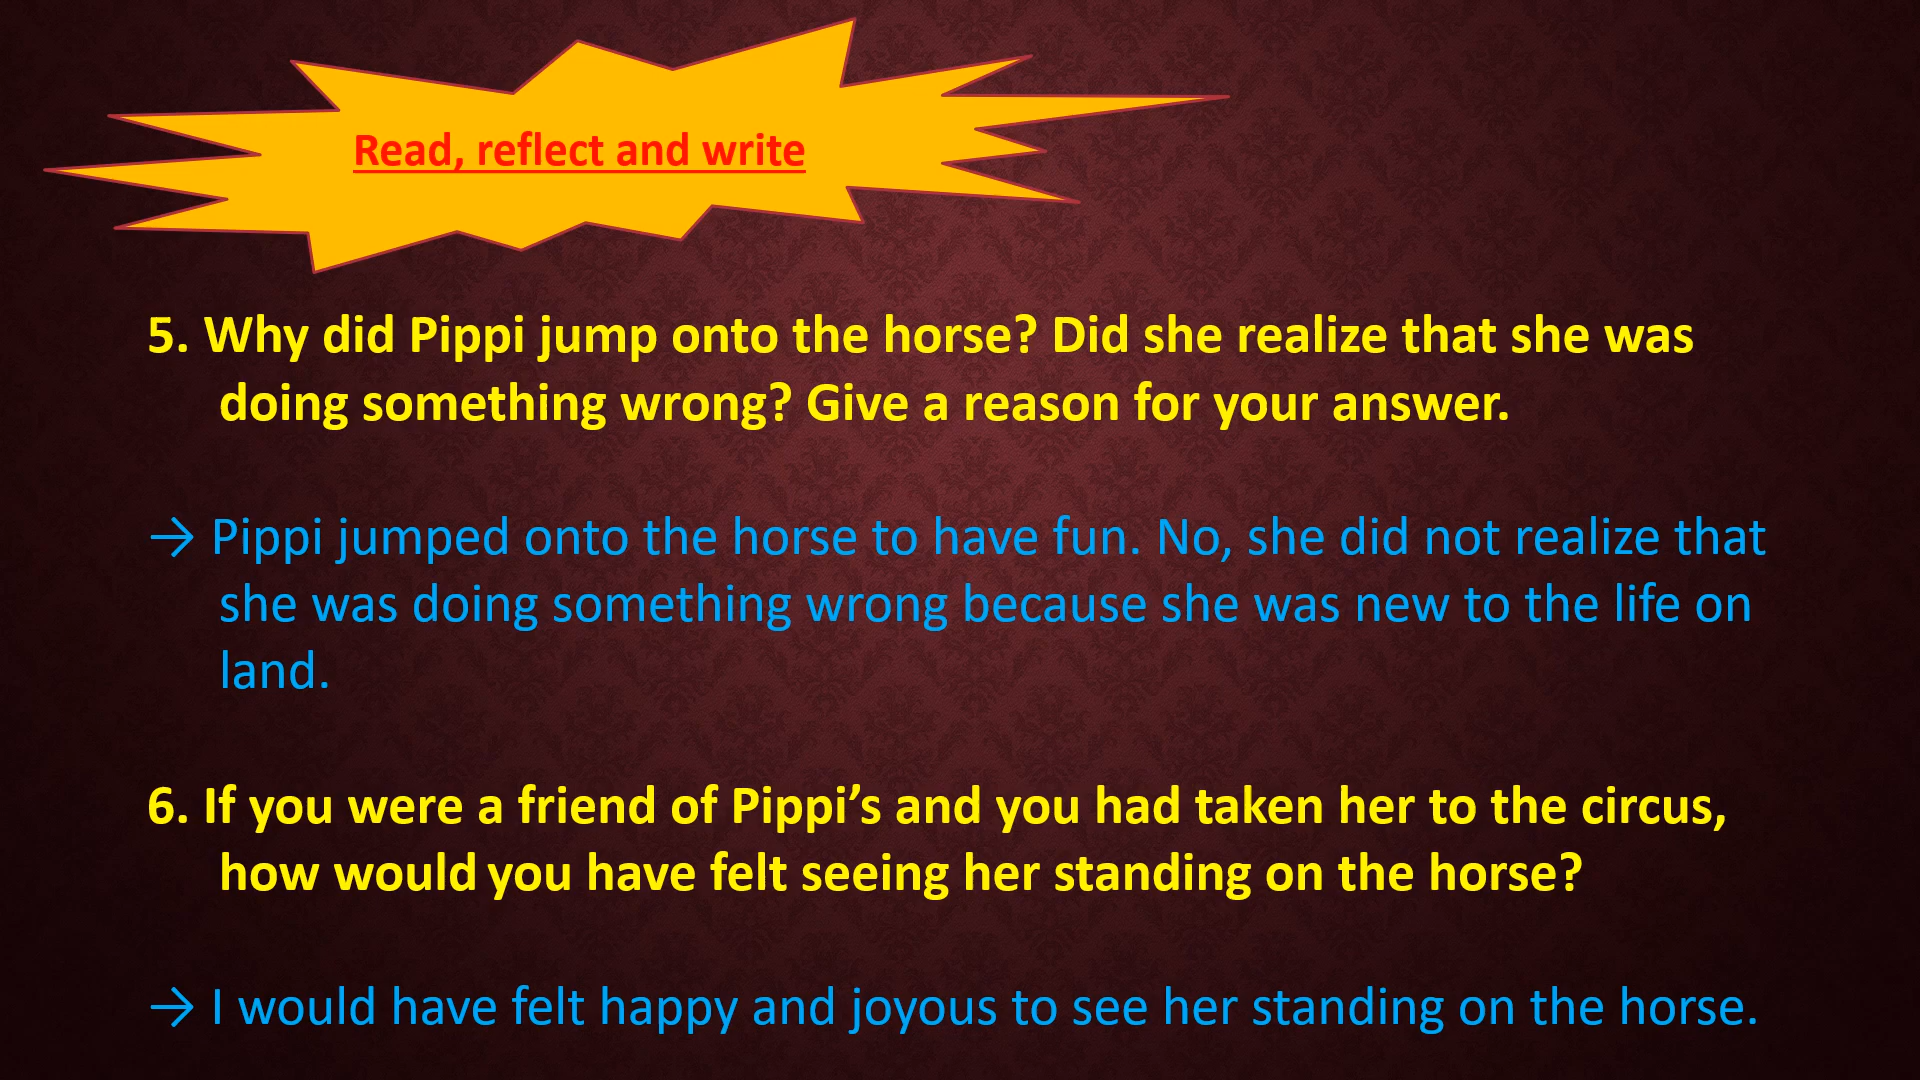 Read, reflect and write
5. Why did Pippi jump onto the horse? Did she realize that she was
doing something wrong? Give a reason for your answer.
→ Pippi jumped onto the horse to have fun. No, she did not realize that
she was doing something wrong because she was new to the life on
land.
6. If you were a friend of Pippi’s and you had taken her to the circus,
how would you have felt seeing her standing on the horse?
→ I would have felt happy and joyous to see her standing on the horse.